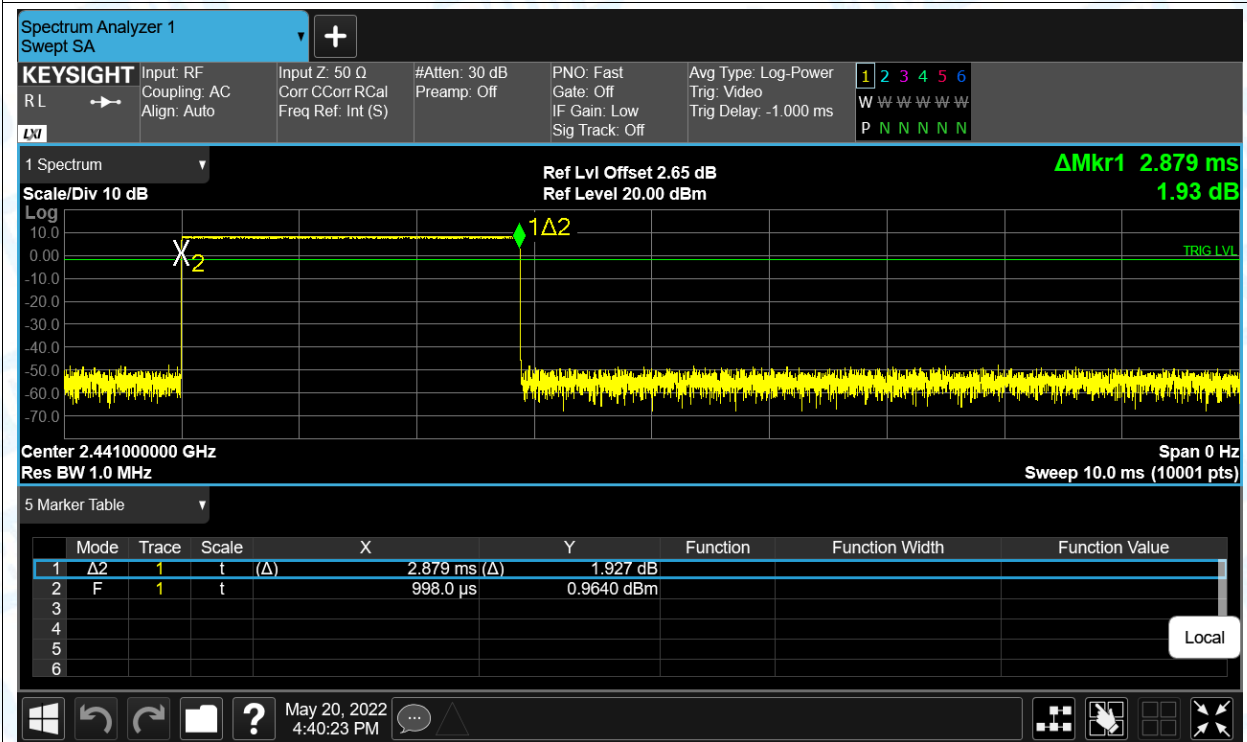 Spectrum Analyzer 1
Swept SA
KEYSIGHT
R L
LXI
Input: RF
Coupling: AC
Align: Auto
Input Z: 50 Ω
Corr CCorr RCal
Freq Ref: Int (S)
#Atten: 30 dB
Preamp: Off
PNO: Fast
Gate: Off
IF Gain: Low
Sig Track: Off
Avg Type: Log-Power
Trig: Video
Trig Delay: -1.000 ms
1 2 3 4 5 6
W W W W W W
P N N N N N
1 Spectrum
Scale/Div 10 dB
Ref Lvl Offset 2.65 dB
Ref Level 20.00 dBm
ΔMkr1 2.879 ms
1.93 dB
Log
10.0
0.00
-10.0
-20.0
-30.0
-40.0
-50.0
-60.0
-70.0
1Δ2
2
TRIG LVL
Center 2.441000000 GHz
Span 0 Hz
Res BW 1.0 MHz
Sweep 10.0 ms (10001 pts)
5 Marker Table
Mode Trace Scale X Y Function Function Width Function Value
1 Δ2 1 t (Δ) 2.879 ms (Δ) 1.927 dB
2 F 1 t 998.0 µs 0.9640 dBm
3
4
5
6
Local
?
May 20, 2022
4:40:23 PM